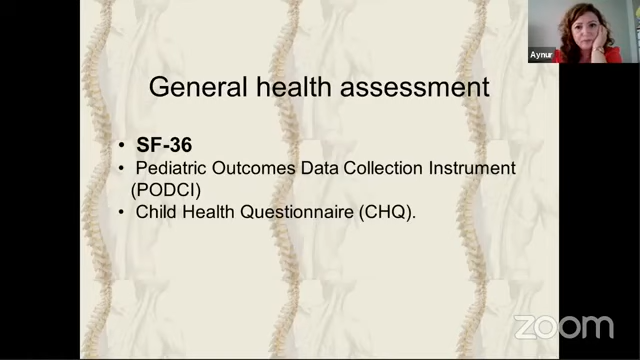 General health assessment
• SF-36
• Pediatric Outcomes Data Collection Instrument
(PODCI)
• Child Health Questionnaire (CHQ).
Aynur
zoom